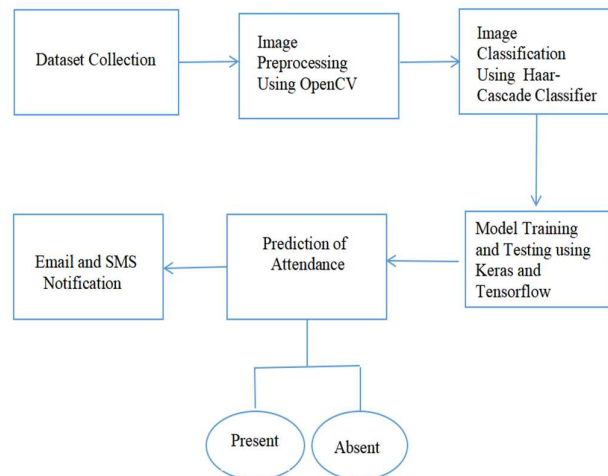 Dataset Collection
Image
Preprocessing
Using OpenCV
Image
Classification
Using Haar-
Cascade Classifier
Model Training
and Testing using
Keras and
Tensorflow
Prediction of
Attendance
Email and SMS
Notification
Present
Absent